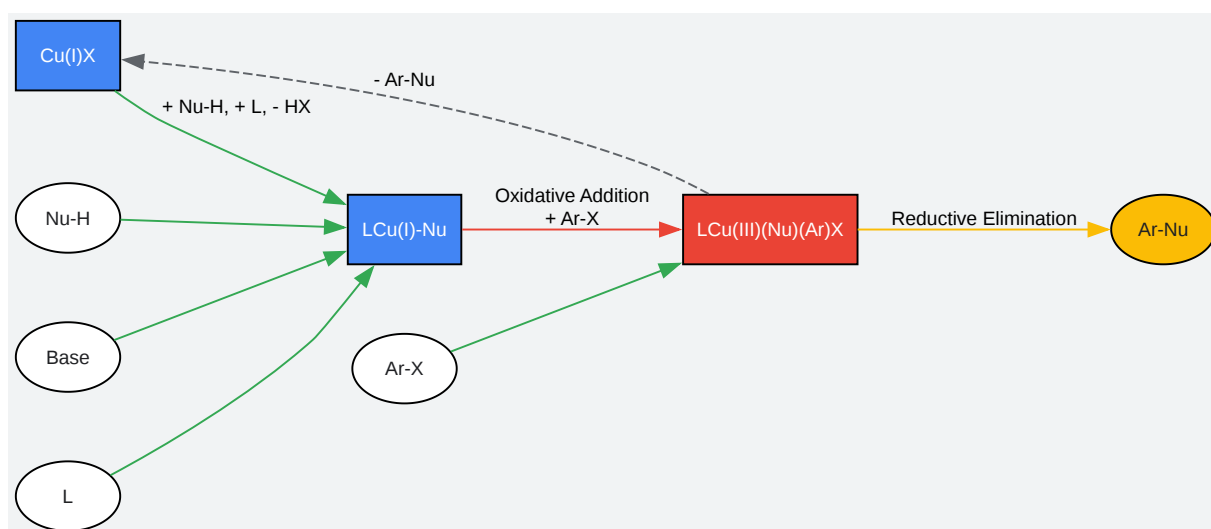 Cu(I)X
- Ar-Nu
+ Nu-H, + L, - HX
Nu-H
LCu(I)-Nu
Oxidative Addition
+ Ar-X
LCu(III)(Nu)(Ar)X
Reductive Elimination
Ar-Nu
Base
Ar-X
L